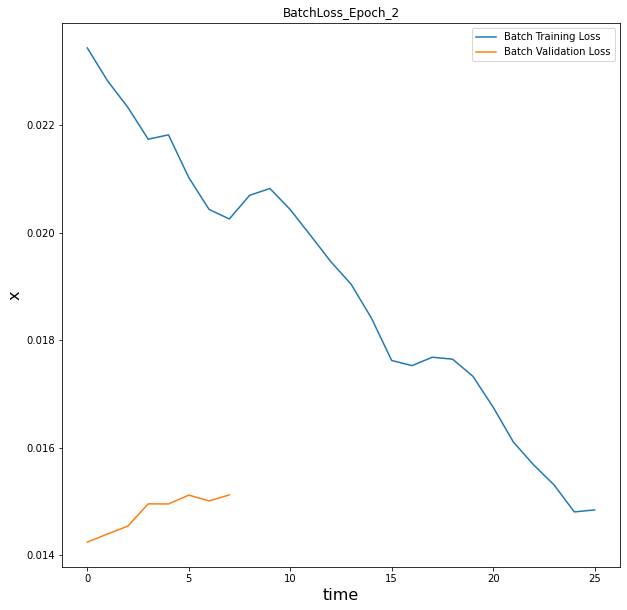 BatchLoss_Epoch_2
Batch Training Loss
Batch Validation Loss
0.022
0.020
0.018
0.016
0.014
x
0 5 10 15 20 25
time